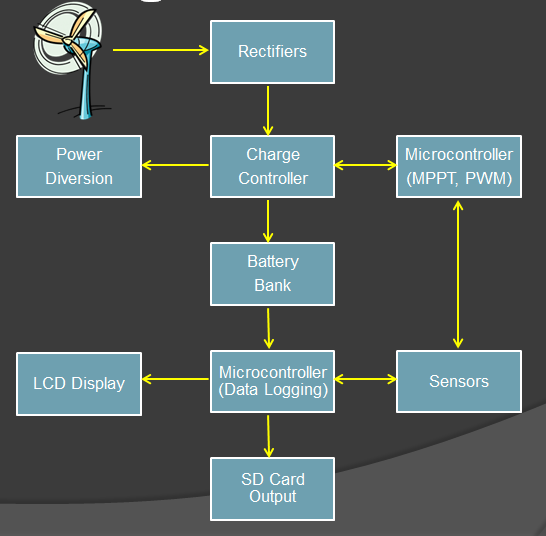 Rectifiers
Power
Diversion
Charge
Controller
Microcontroller
(MPPT, PWM)
Battery
Bank
LCD Display
Microcontroller
(Data Logging)
Sensors
SD Card
Output